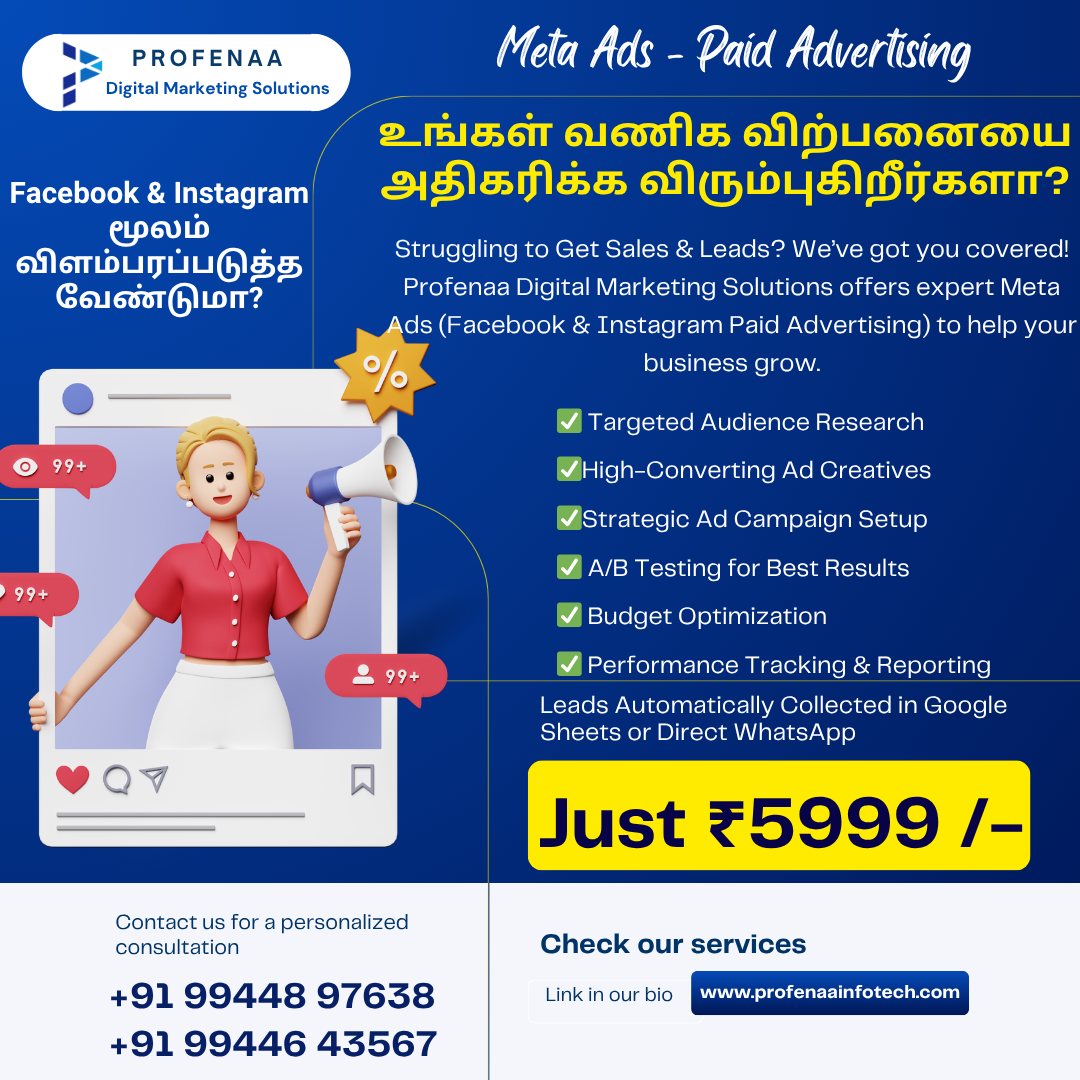 PROFENAA
Digital Marketing Solutions
Meta Ads - Paid Advertising
உங்கள் வணிக விற்பனையை
அதிகரிக்க விரும்புகிறீர்களா?
Facebook & Instagram
மூலம்
விளம்பரப்படுத்த
வேண்டுமா?
Struggling to Get Sales & Leads? We’ve got you covered!
Profenaa Digital Marketing Solutions offers expert Meta
Ads (Facebook & Instagram Paid Advertising) to help your
business grow.
%
99+
99+
99+
✅ Targeted Audience Research
✅High-Converting Ad Creatives
✅Strategic Ad Campaign Setup
✅ A/B Testing for Best Results
✅ Budget Optimization
✅ Performance Tracking & Reporting
Leads Automatically Collected in Google
Sheets or Direct WhatsApp
Just ₹5999 /-
Contact us for a personalized
consultation
+91 99448 97638
+91 99446 43567
Check our services
Link in our bio
www.profenaainfotech.com